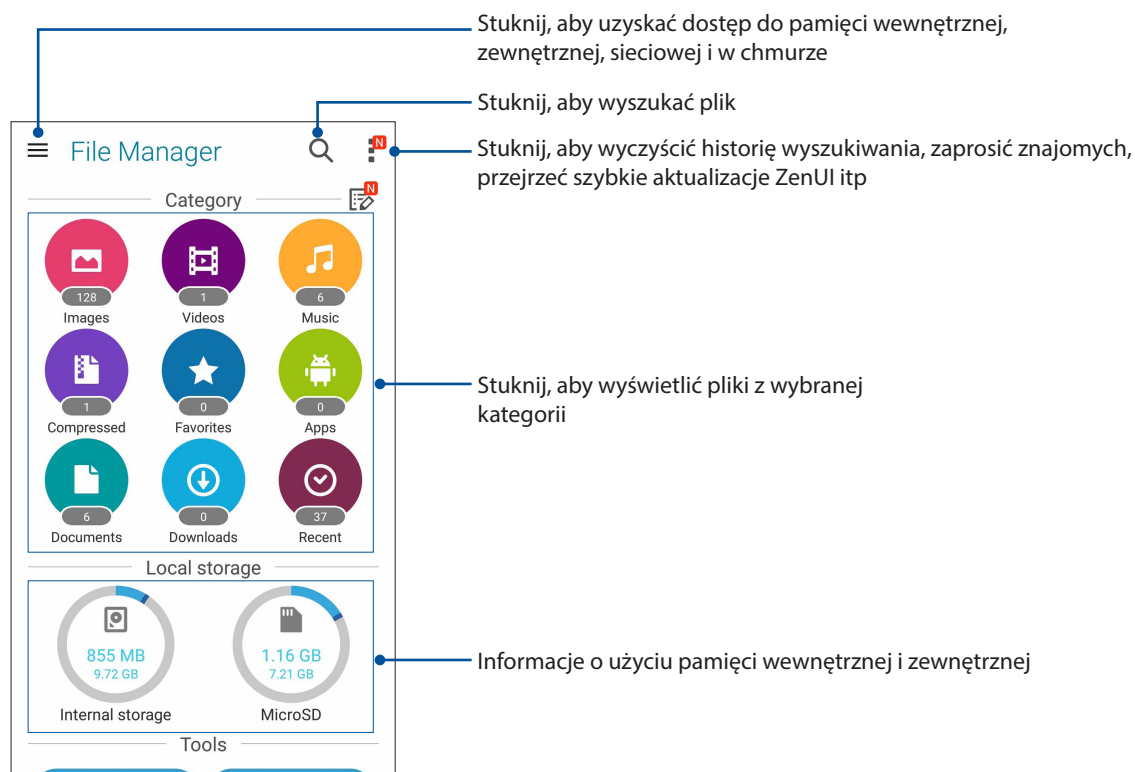 Stuknij, aby uzyskać dostęp do pamięci wewnętrznej,
zewnętrznej, sieciowej i w chmurze
Stuknij, aby wyszukać plik
File Manager
N
Stuknij, aby wyczyścić historię wyszukiwania, zaprosić znajomych,
przejrzeć szybkie aktualizacje ZenUI itp
Category
N
128
1
6
Images
Videos
Music
1
0
0
Compressed
Favorites
Apps
Stuknij, aby wyświetlić pliki z wybranej
kategorii
6
0
37
Documents
Downloads
Recent
Local storage
855 MB
9.72 GB
1.16 GB
7.21 GB
Internal storage
MicroSD
Informacje o użyciu pamięci wewnętrznej i zewnętrznej
Tools